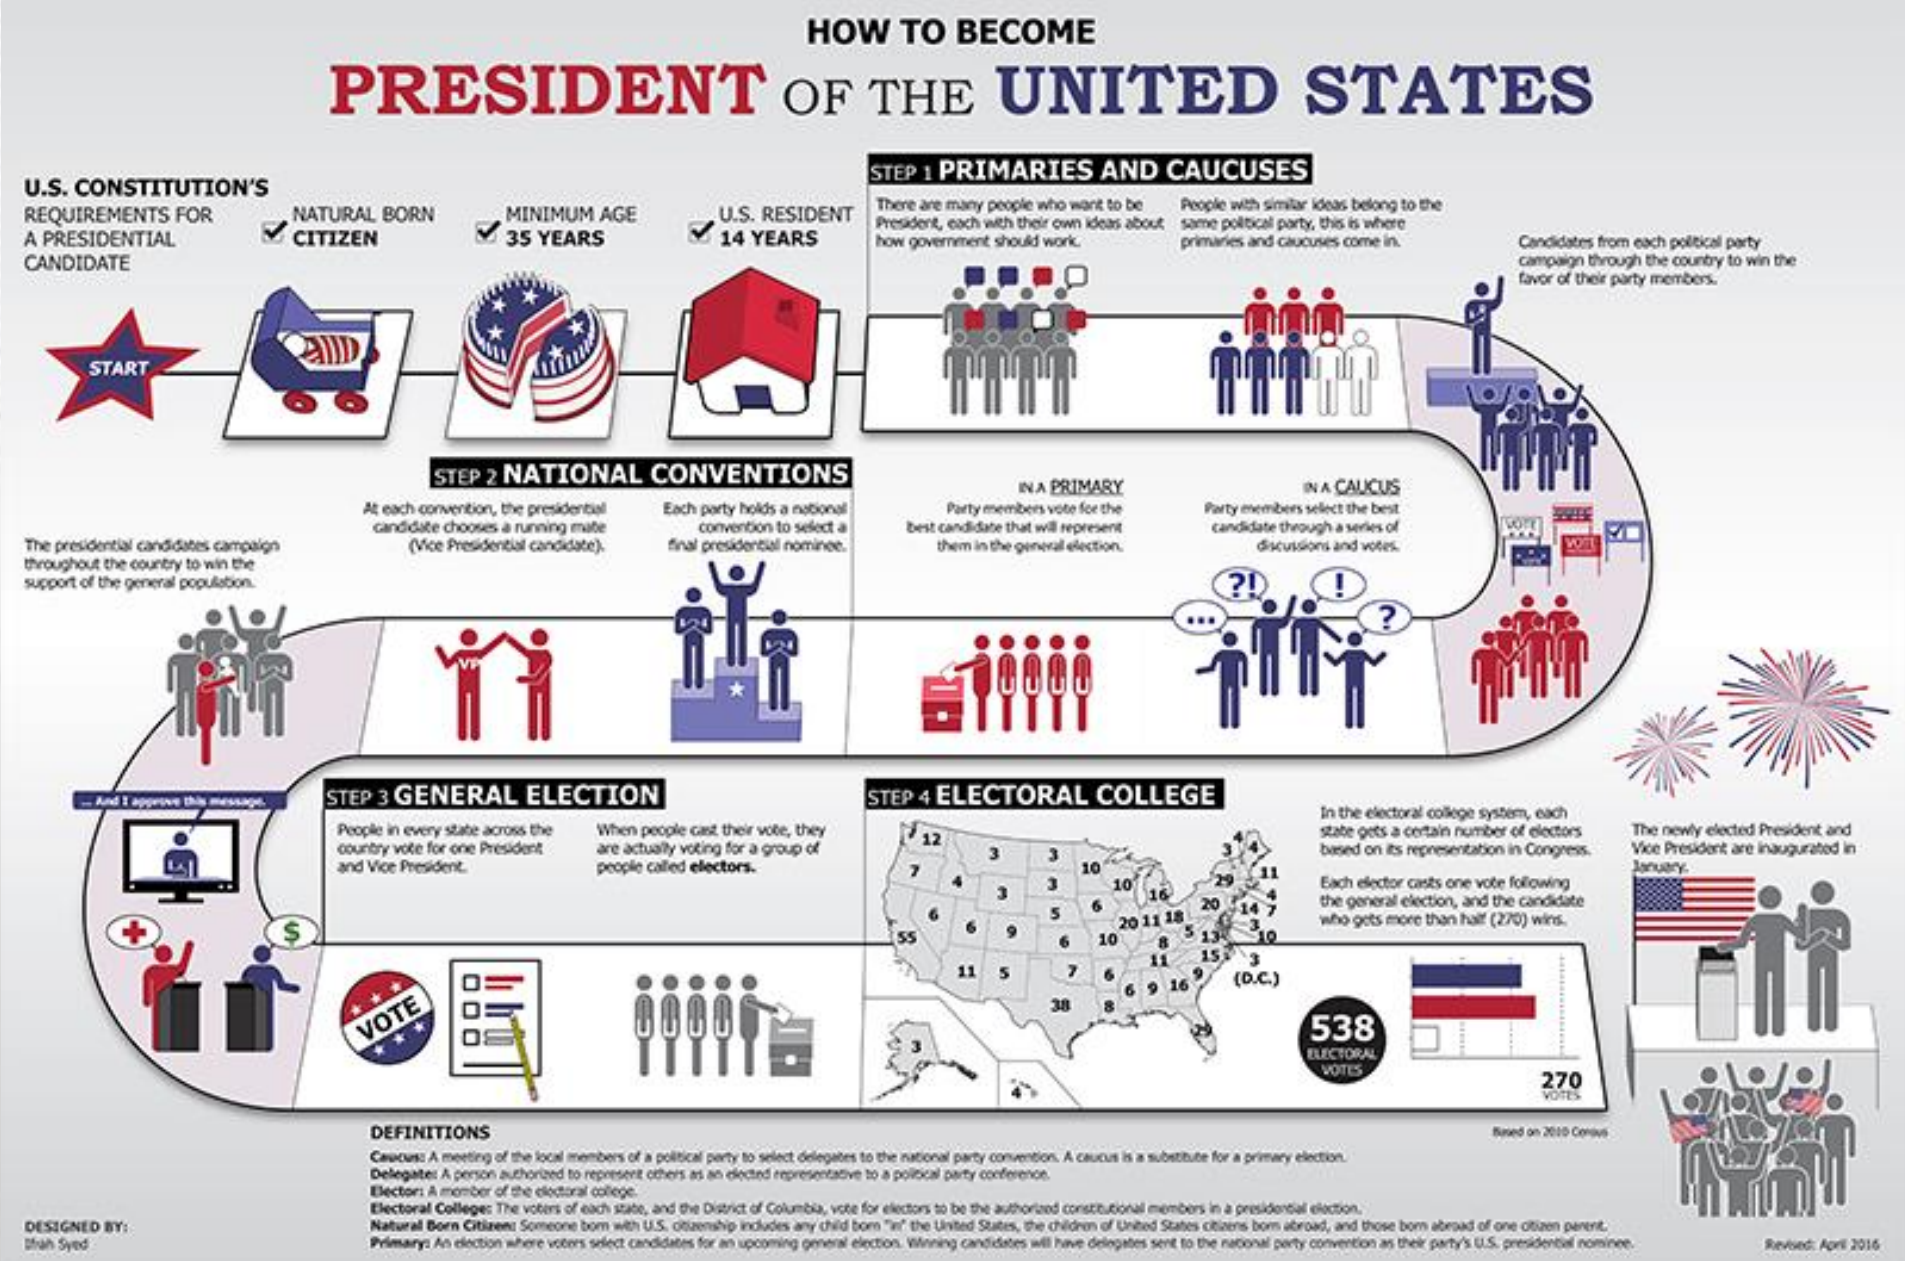 HOW TO BECOME
PRESIDENT OF THE UNITED STATES
U.S. CONSTITUTION'S
REQUIREMENTS FOR
A PRESIDENTIAL
CANDIDATE
NATURAL BORN
CITIZEN
MINIMUM AGE
35 YEARS
U.S. RESIDENT
14 YEARS
START
STEP 1 PRIMARIES AND CAUCUSES
There are many people who want to be
President, each with their own ideas about
how government should work.
People with similar ideas belong to the
same political party, this is where
primaries and caucuses come in.
Candidates from each political party
campaign through the country to win the
favor of their party members.
VOTE
VOTE
IN A CAUCUS
Party members select the best
candidate through a series of
discussions and votes.
?!
!
...
?
IN A PRIMARY
Party members vote for the
best candidate that will represent
them in the general election.
STEP 2 NATIONAL CONVENTIONS
Each party holds a national
convention to select a
final presidential nominee.
At each convention, the presidential
candidate chooses a running mate
(Vice Presidential candidate).
VP
The presidential candidates campaign
throughout the country to win the
support of the general population.
... And I approve this message.
$
STEP 3 GENERAL ELECTION
People in every state across the
country vote for one President
and Vice President.
When people cast their vote, they
are actually voting for a group of
people called electors.
VOTE
STEP 4 ELECTORAL COLLEGE
12
3
3
10
3
4
4
7
4
3
3
10
16
29
11
4
6
6
9
5
6
20
11
18
20
14
7
3
55
6
10
8
5
13
10
11
5
7
6
11
15
3
(D.C.)
38
8
6
9
16
9
29
3
4
In the electoral college system, each
state gets a certain number of electors
based on its representation in Congress.
Each elector casts one vote following
the general election, and the candidate
who gets more than half (270) wins.
538
ELECTORAL
VOTES
270
VOTES
Based on 2010 Census
The newly elected President and
Vice President are inaugurated in
January.
DEFINITIONS
Caucus: A meeting of the local members of a political party to select delegates to the national party convention. A caucus is a substitute for a primary election.
Delegate: A person authorized to represent others as an elected representative to a political party conference.
Elector: A member of the electoral college.
Electoral College: The voters of each state, and the District of Columbia, vote for electors to be the authorized constitutional members in a presidential election.
Natural Born Citizen: Someone born with U.S. citizenship includes any child born "in" the United States, the children of United States citizens born abroad, and those born abroad of one citizen parent.
Primary: An election where voters select candidates for an upcoming general election. Winning candidates will have delegates sent to the national party convention as their party's U.S. presidential nominee.
DESIGNED BY:
Ifrah Syed
Revised: April 2016